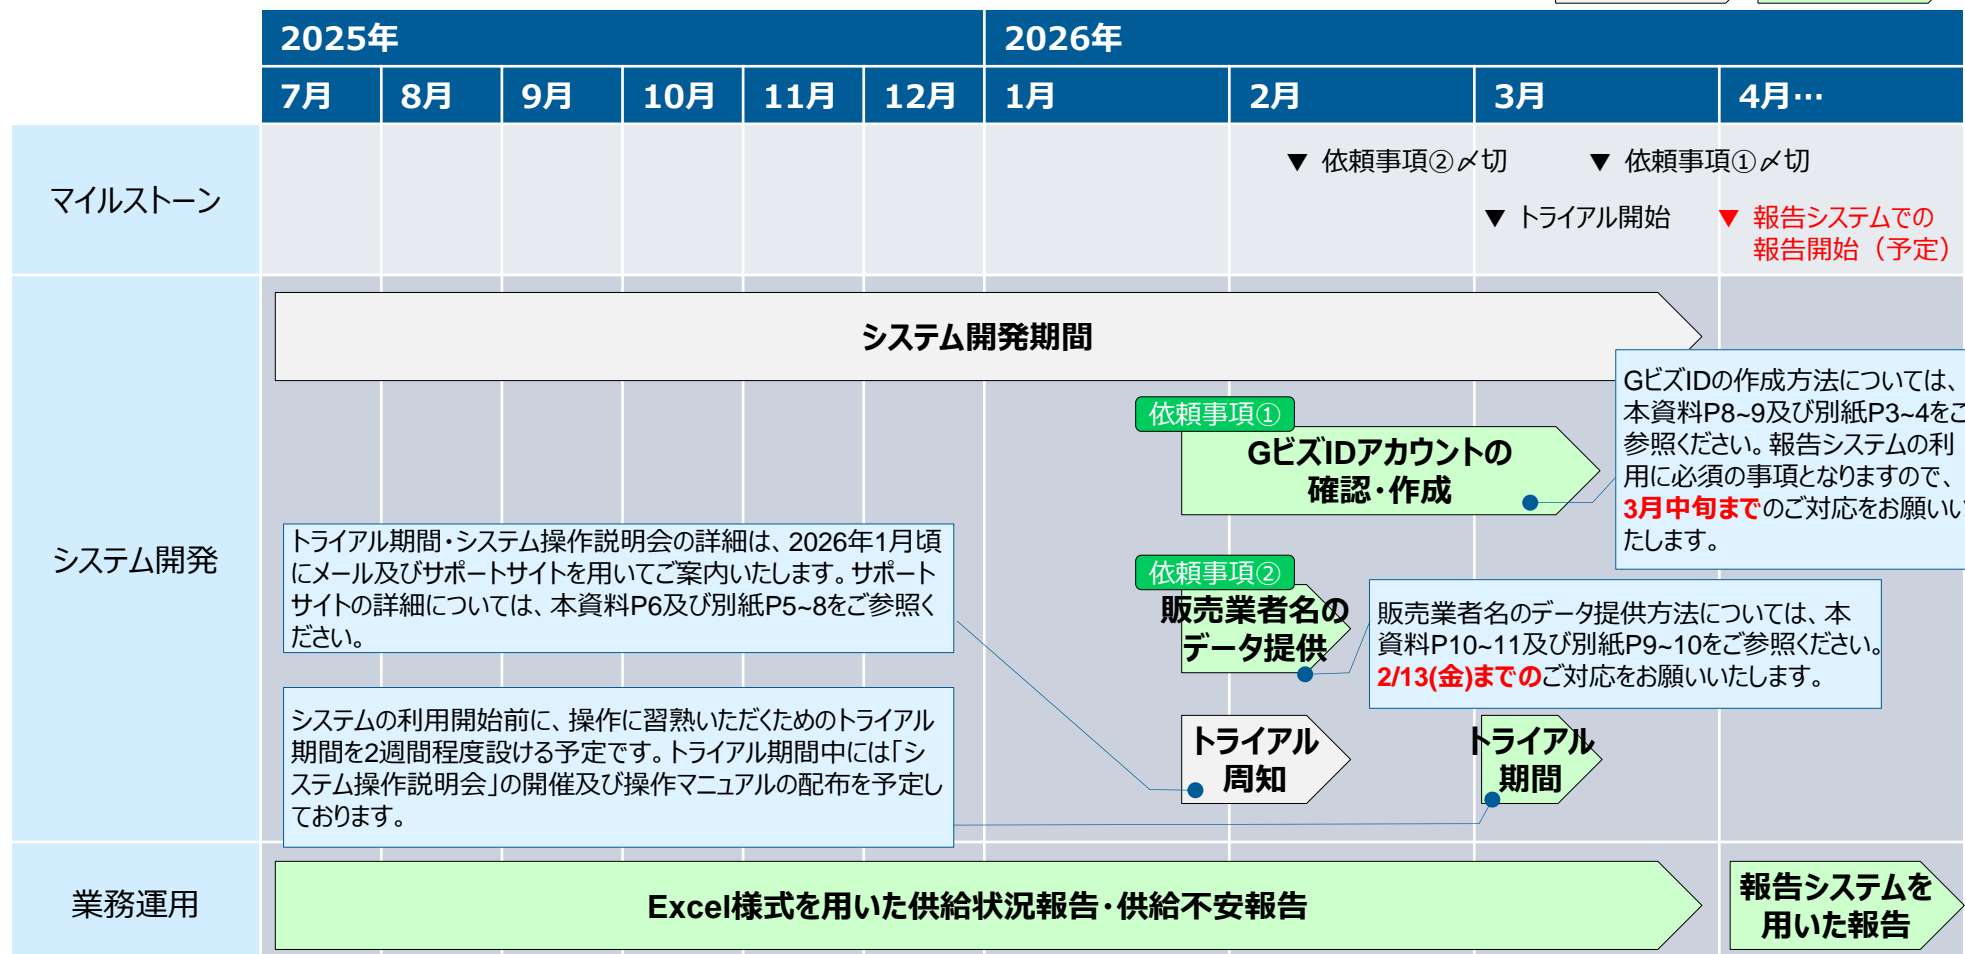 2025年
2026年
7月
8月
9月
10月
11月
12月
1月
2月
3月
4月…
マイルストーン
▼ 依頼事項②〆切
▼ 依頼事項①〆切
▼ トライアル開始
▼ 報告システムでの
報告開始（予定）
システム開発
システム開発期間
GビズIDの作成方法については、
本資料P8~9及び別紙P3~4をご
参照ください。報告システムの利
用に必須の事項となりますので、
3月中旬までのご対応をお願いい
たします。
依頼事項①
GビズIDアカウントの
確認・作成
トライアル期間・システム操作説明会の詳細は、2026年1月頃
にメール及びサポートサイトを用いてご案内いたします。サポート
サイトの詳細については、本資料P6及び別紙P5~8をご参照く
ださい。
依頼事項②
販売業者名の
データ提供
販売業者名のデータ提供方法については、本
資料P10~11及び別紙P9~10をご参照ください。
2/13(金)までのご対応をお願いいたします。
システムの利用開始前に、操作に習熟いただくためのトライアル
期間を2週間程度設ける予定です。トライアル期間中には「シ
ステム操作説明会」の開催及び操作マニュアルの配布を予定し
ております。
トライアル
周知
トライアル
期間
業務運用
Excel様式を用いた供給状況報告・供給不安報告
報告システムを
用いた報告